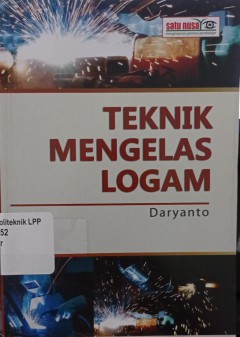 satu nusa
TEKNIK
MENGELAS
LOGAM
Daryanto
oliteknik LPP
52
r